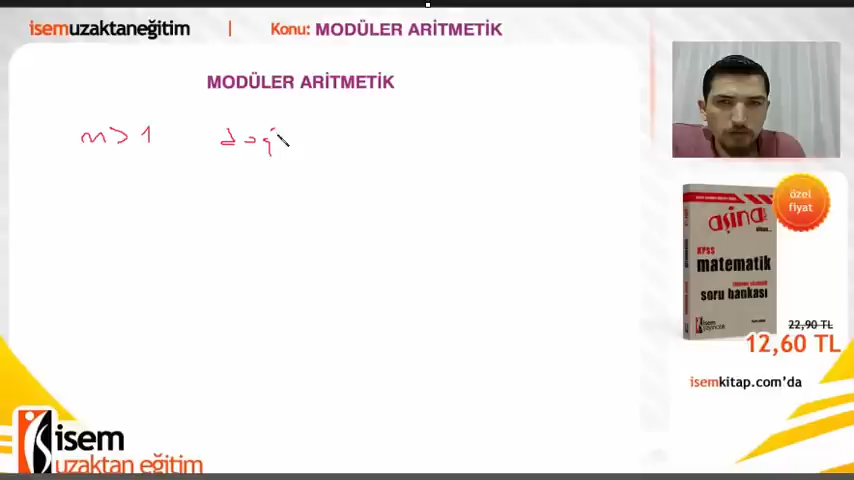 isemuzaktaneğitim | Konu: MODÜLER ARİTMETİK
MODÜLER ARİTMETİK
m > 1 doğ
özel
fiyat
aşina
KPSS
matematik
soru bankası
22,90 TL
12,60 TL
isemkitap.com'da
isem
uzaktan eğitim